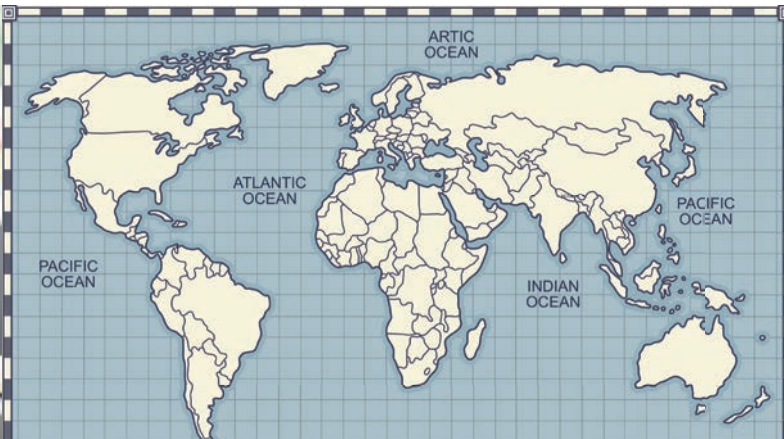 ARTIC
OCEAN
ATLANTIC
OCEAN
PACIFIC
OCEAN
PACIFIC
OCEAN
INDIAN
OCEAN